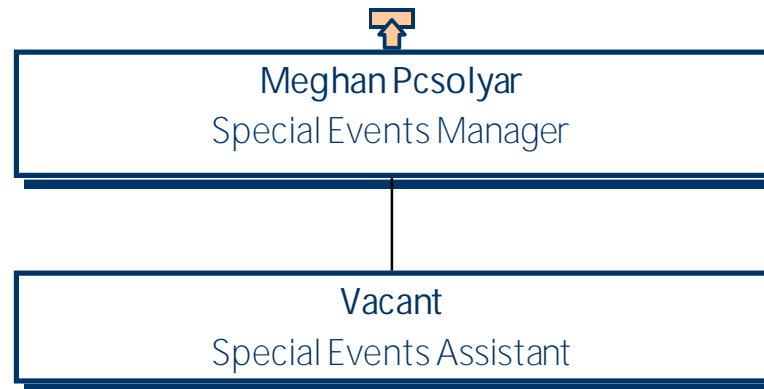 Meghan Pcsolyar
Special Events Manager
Vacant
Special Events Assistant